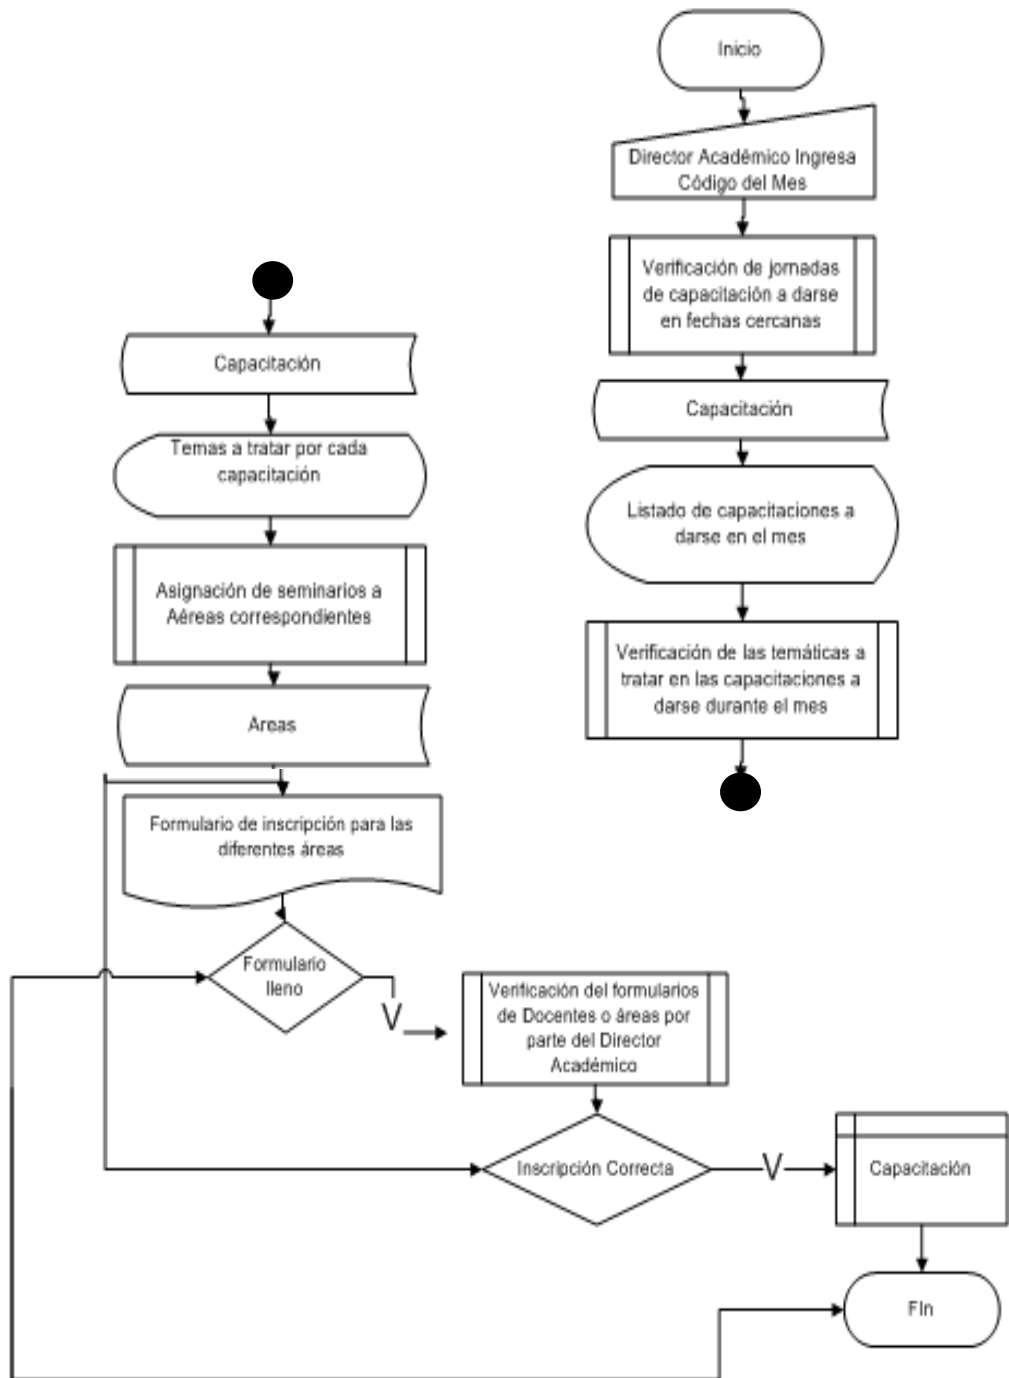 Inicio
Director Académico Ingresa
Código del Mes
Verificación de jornadas
de capacitación a darse
en fechas cercanas
Capacitación
Listado de capacitaciones a
darse en el mes
Verificación de las temáticas a
tratar en las capacitaciones a
darse durante el mes
Capacitación
Temas a tratar por cada
capacitación
Asignación de seminarios a
Aéreas correspondientes
Areas
Formulario de inscripción para las
diferentes áreas
Formulario
lleno
V
Verificación del formularios
de Docentes o áreas por
parte del Director
Académico
Inscripción Correcta
V
Capacitación
FIn